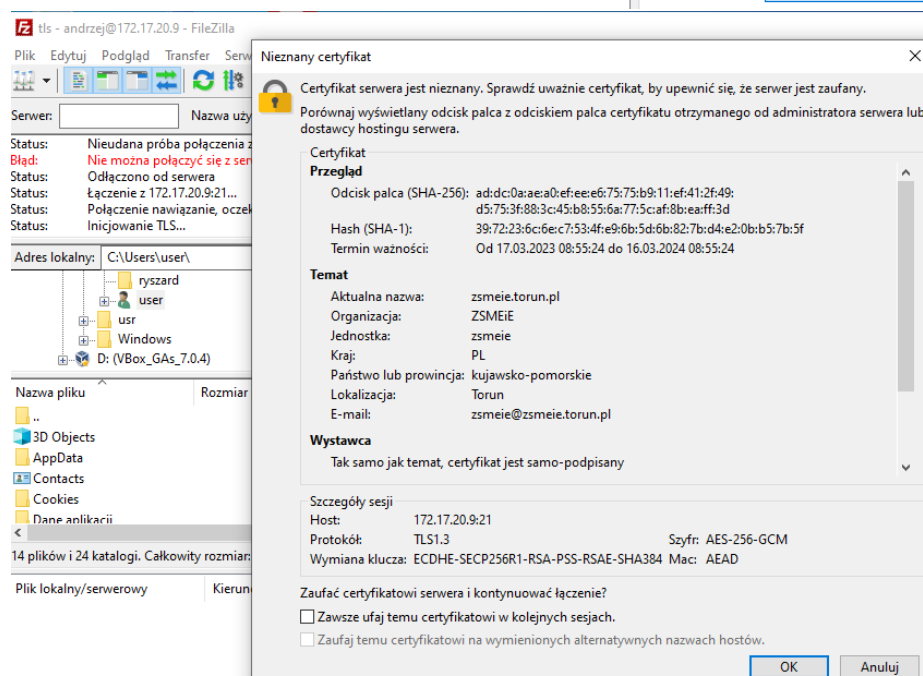 tls - andrzej@172.17.20.9 - FileZilla
Plik Edytuj Podgląd Transfer Serw
Serwer: Nazwa uży
Status: Nieudana próba połączenia z
Błąd: Nie można połączyć się z ser
Status: Odłączono od serwera
Status: Łączenie z 172.17.20.9:21...
Status: Połączenie nawiązanie, oczek
Status: Inicjowanie TLS...
Adres lokalny: C:\Users\user\
ryszard
user
usr
Windows
D: (VBox_GAs_7.0.4)
Nazwa pliku Rozmiar
..
3D Objects
AppData
Contacts
Cookies
Dane aplikacji
14 plików i 24 katalogi. Całkowity rozmiar:
Plik lokalny/serwerowy Kierun
Nieznany certyfikat
Certyfikat serwera jest nieznany. Sprawdź uważnie certyfikat, by upewnić się, że serwer jest zaufany.
Porównaj wyświetlany odcisk palca z odciskiem palca certyfikatu otrzymanego od administratora serwera lub
dostawcy hostingu serwera.
Certyfikat
Przegląd
Odcisk palca (SHA-256): ad:dc:0a:ae:a0:ef:ee:e6:75:75:b9:11:ef:41:2f:49:
d5:75:3f:88:3c:45:b8:55:6a:77:5c:af:8b:ea:ff:3d
Hash (SHA-1): 39:72:23:6c:6e:c7:53:4f:e9:6b:5d:6b:82:7b:d4:e2:0b:b5:7b:5f
Termin ważności: Od 17.03.2023 08:55:24 do 16.03.2024 08:55:24
Temat
Aktualna nazwa: zsmeie.torun.pl
Organizacja: ZSMEiE
Jednostka: zsmeie
Kraj: PL
Państwo lub prowincja: kujawsko-pomorskie
Lokalizacja: Torun
E-mail: zsmeie@zsmeie.torun.pl
Wystawca
Tak samo jak temat, certyfikat jest samo-podpisany
Szczegóły sesji
Host: 172.17.20.9:21
Protokół: TLS1.3 Szyfr: AES-256-GCM
Wymiana klucza: ECDHE-SECP256R1-RSA-PSS-RSAE-SHA384 Mac: AEAD
Zaufać certyfikatowi serwera i kontynuować łączenie?
Zawsze ufaj temu certyfikatowi w kolejnych sesjach.
Zaufaj temu certyfikatowi na wymienionych alternatywnych nazwach hostów.
OK Anuluj